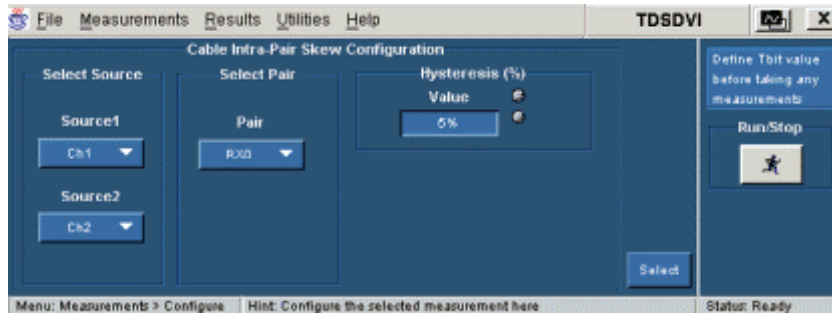 File Measurements Results Utilities Help TDSDVI X
Cable Intra-Pair Skew Configuration
Select Source
Select Pair
Hysteresis (%)
Value
5%
Source1
Ch1
Pair
RX0
Source2
Ch2
Select
Define Tbit value
before taking any
measurements
Run/Stop
Menu: Measurements > Configure
Hint: Configure the selected measurement here
Status: Ready